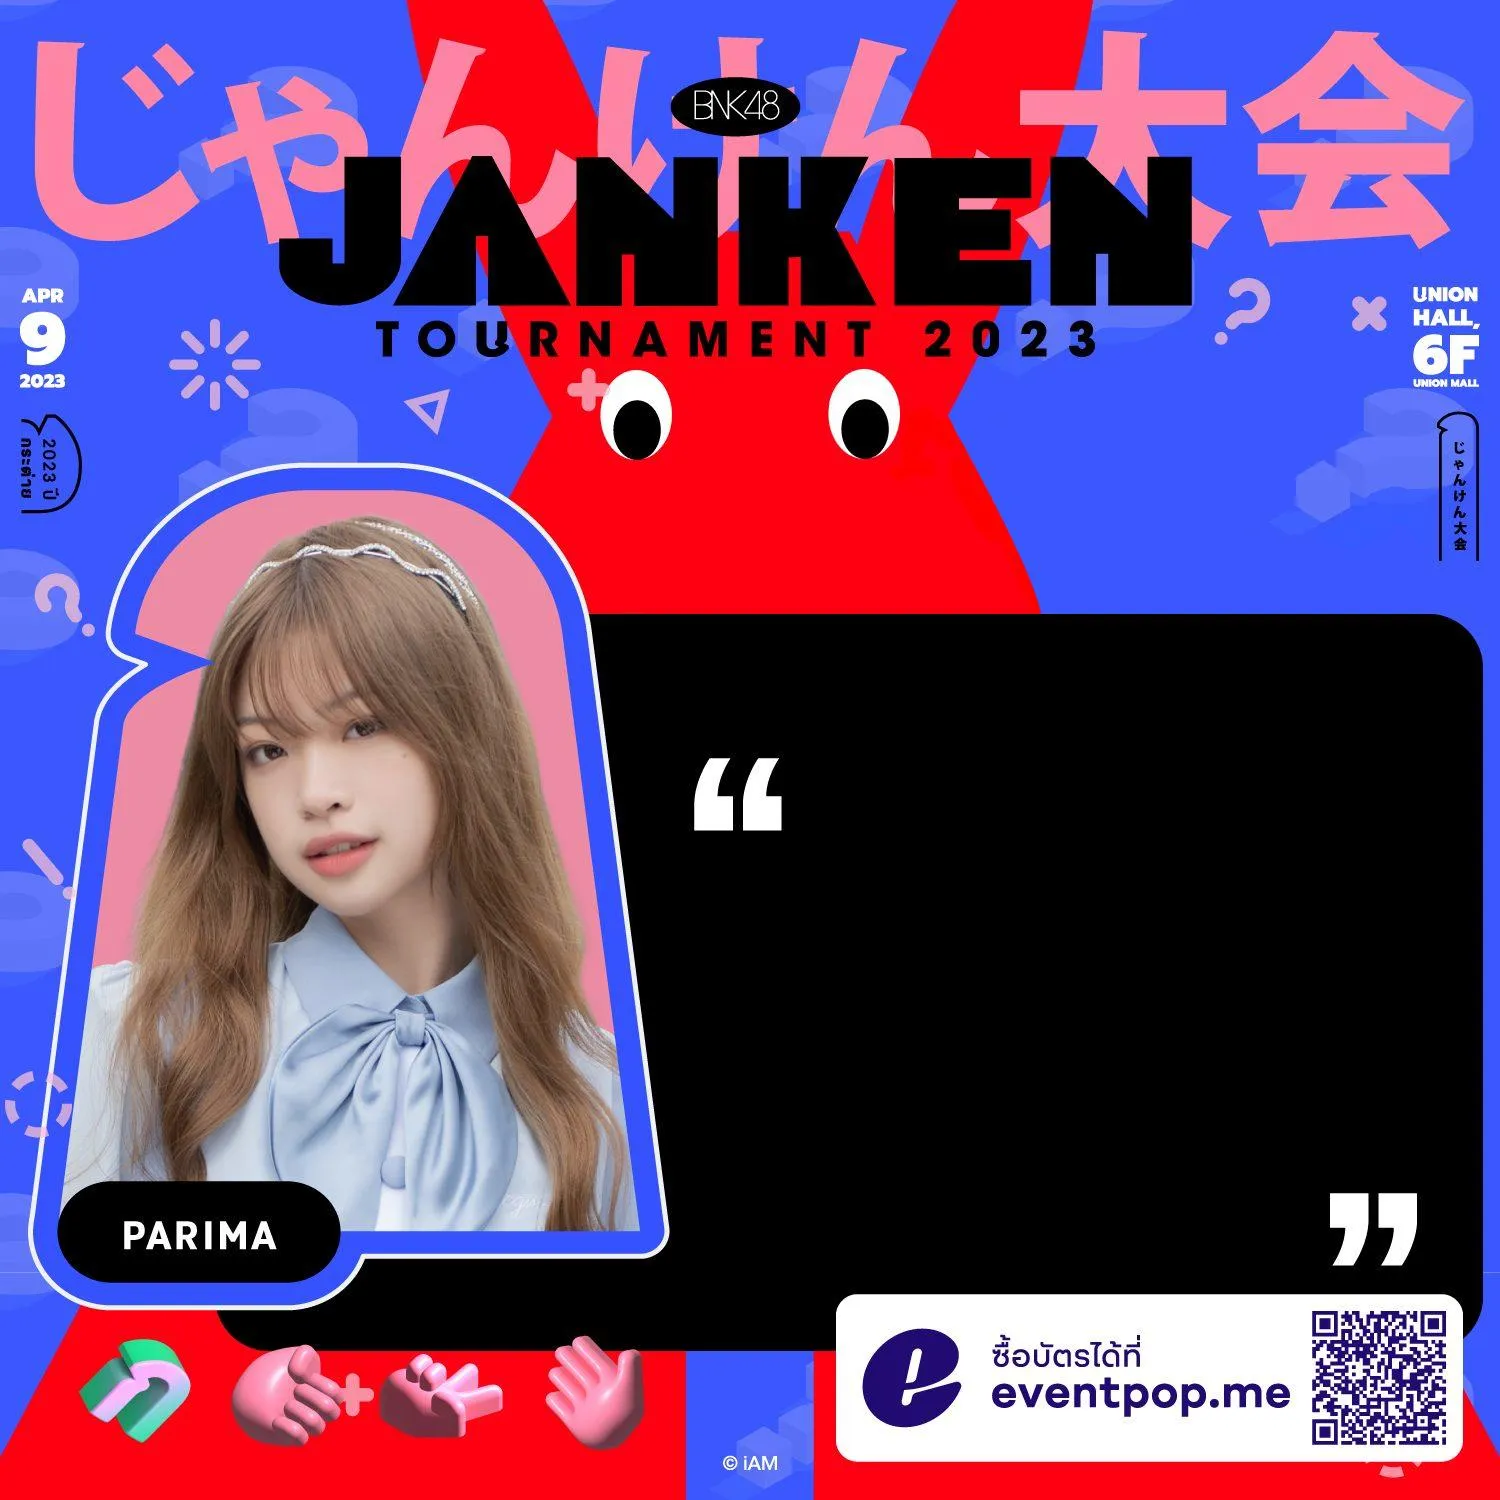 じゃんけん大会
BNK48
JANKEN
TOURNAMENT 2023
APR
9
2023
2023 ปี
กระต่าย
UNION
HALL,
6F
UNION MALL
じゃんけん大会
“
”
PARIMA
ซื้อบัตรได้ที่
eventpop.me
© iAM